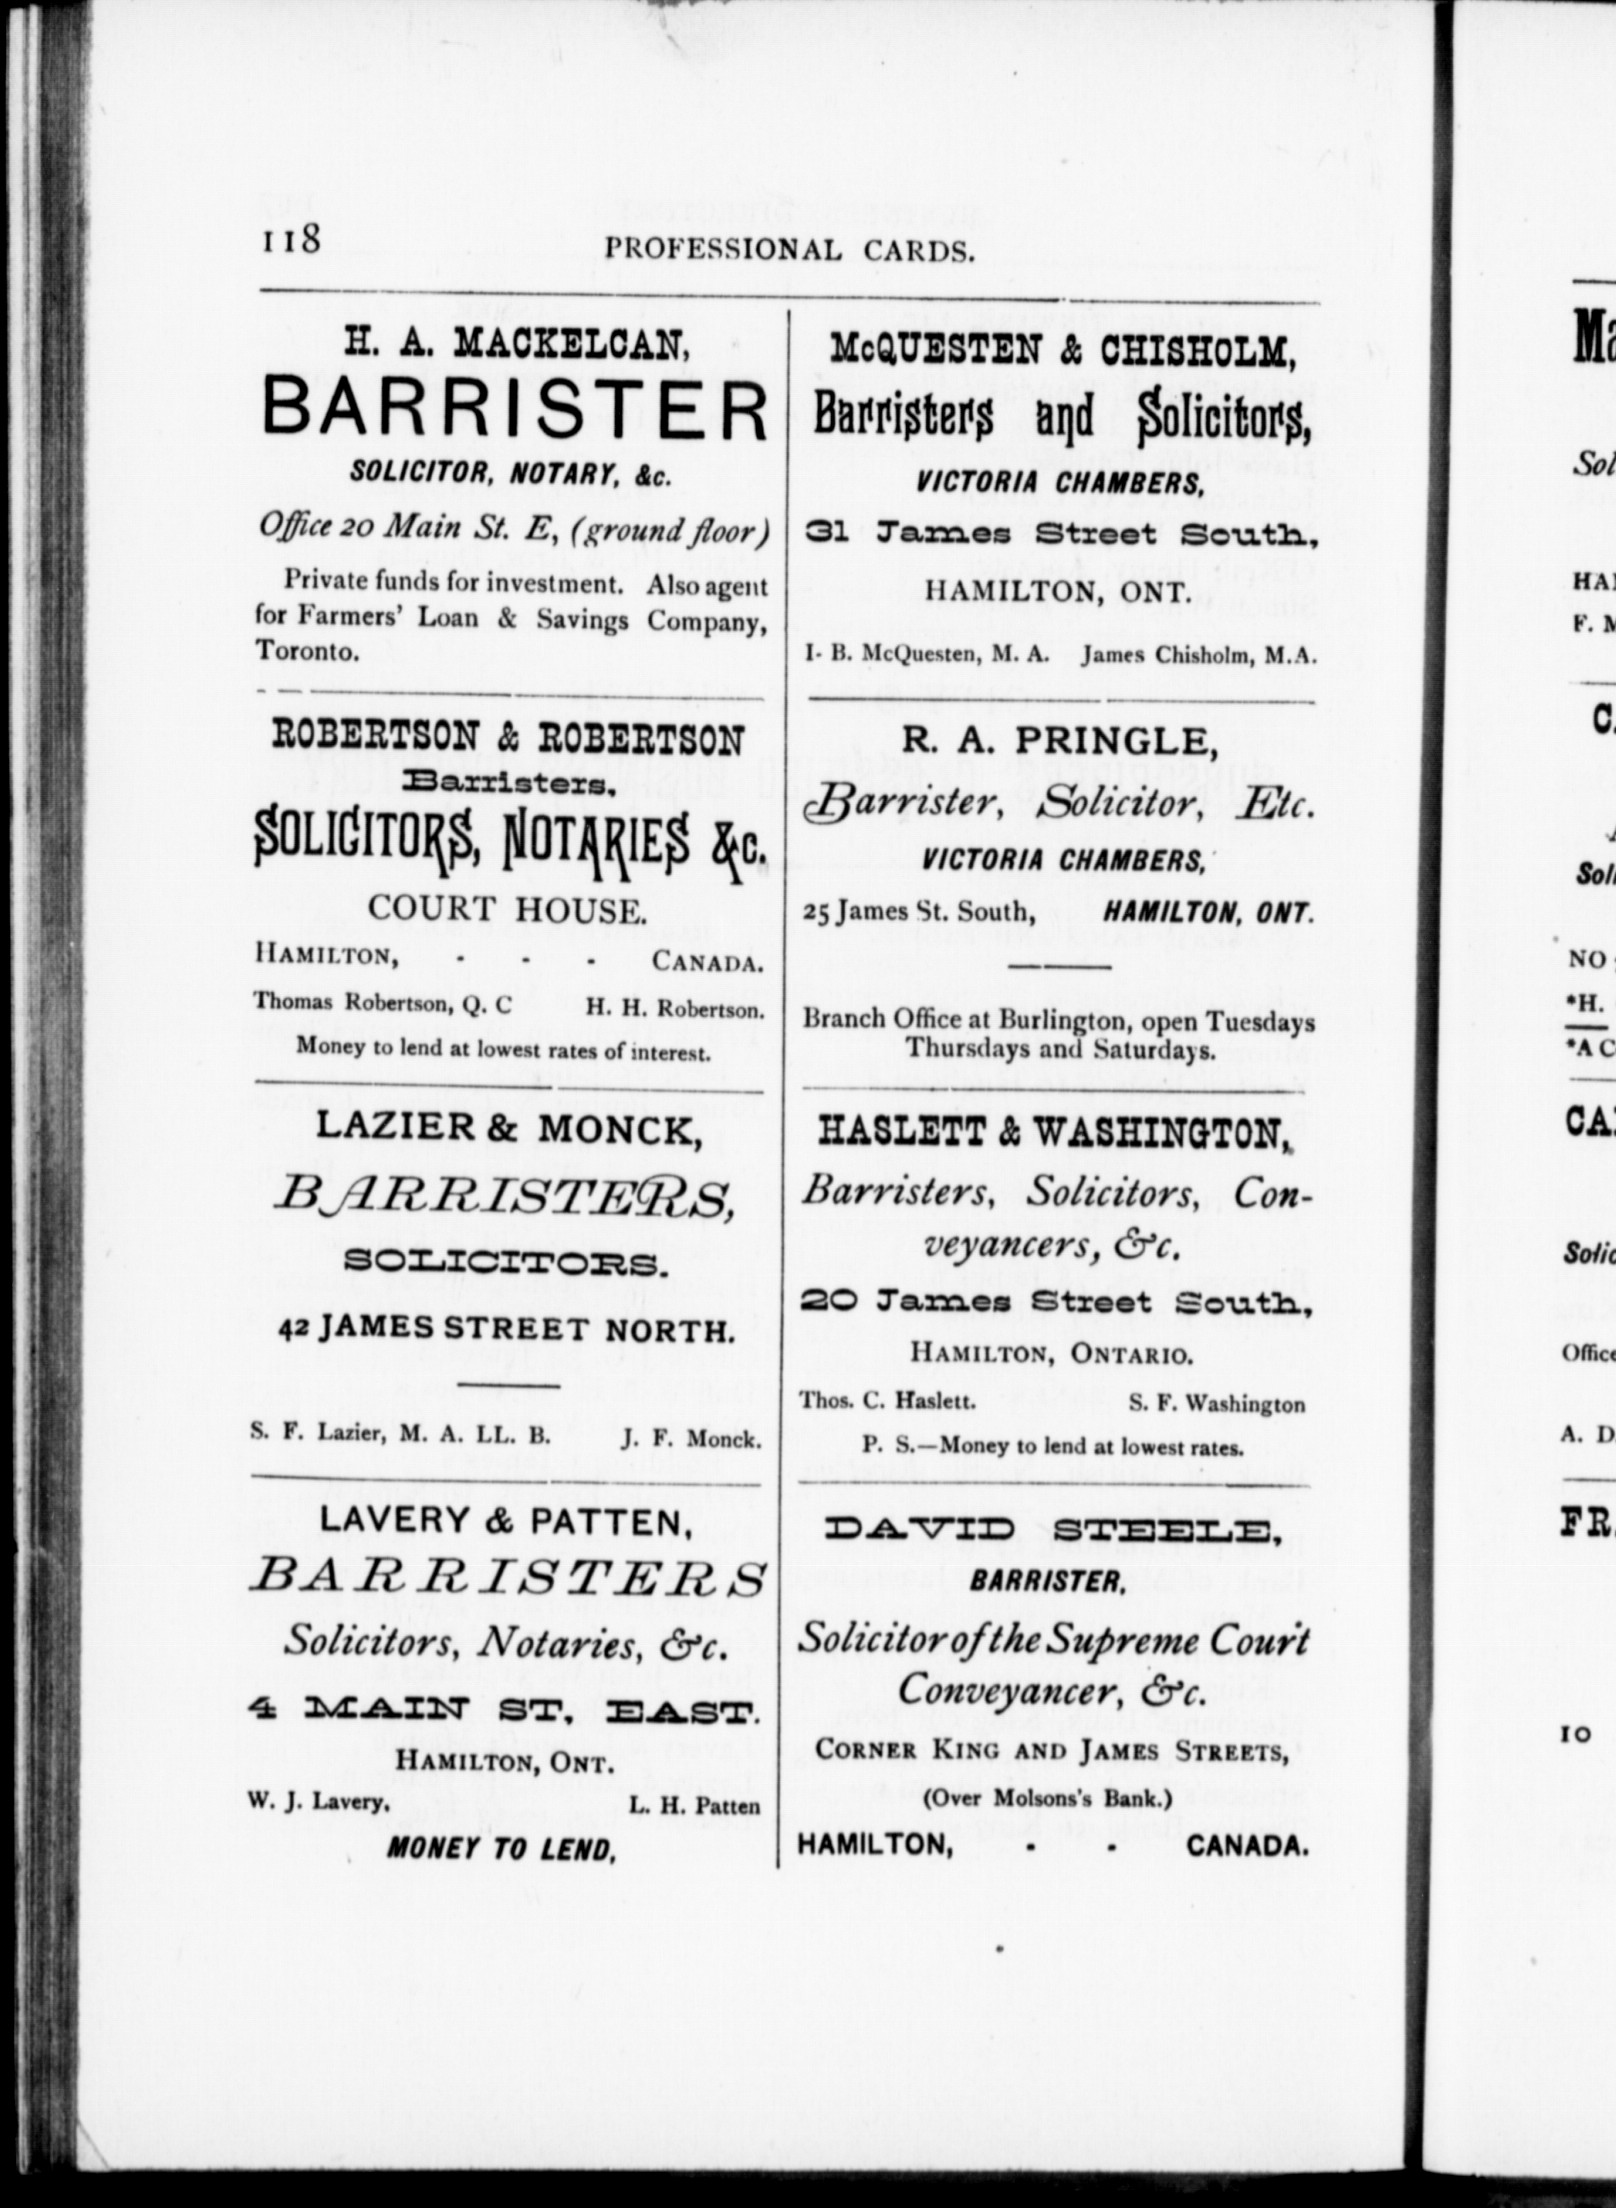 118
PROFESSIONAL CARDS.
H. A. MACKELCAN,
BARRISTER
SOLICITOR, NOTARY, &c.
Office 20 Main St. E, (ground floor)
Private funds for investment. Also agent
for Farmers' Loan & Savings Company,
Toronto.
ROBERTSON & ROBERTSON
Barristers,
SOLICITORS, NOTARIES &c.
COURT HOUSE.
HAMILTON, - - - CANADA.
Thomas Robertson, Q. C H. H. Robertson.
Money to lend at lowest rates of interest.
LAZIER & MONCK,
BARRISTERS,
SOLICITORS.
42 JAMES STREET NORTH.
S. F. Lazier, M. A. LL. B. J. F. Monck.
LAVERY & PATTEN,
BARRISTERS
Solicitors, Notaries, &c.
4 MAIN ST. EAST.
HAMILTON, ONT.
W. J. Lavery. L. H. Patten
MONEY TO LEND,
McQUESTEN & CHISHOLM,
Barristers and Solicitors,
VICTORIA CHAMBERS,
31 James Street South,
HAMILTON, ONT.
I. B. McQuesten, M. A. James Chisholm, M.A.
R. A. PRINGLE,
Barrister, Solicitor, Etc.
VICTORIA CHAMBERS,
25 James St. South, HAMILTON, ONT.
Branch Office at Burlington, open Tuesdays
Thursdays and Saturdays.
HASLETT & WASHINGTON,
Barristers, Solicitors, Con-
veyancers, &c.
20 James Street South,
HAMILTON, ONTARIO.
Thos. C. Haslett. S. F. Washington
P. S.—Money to lend at lowest rates.
DAVID STEELE,
BARRISTER,
Solicitor of the Supreme Court
Conveyancer, &c.
CORNER KING AND JAMES STREETS,
(Over Molsons's Bank.)
HAMILTON, - - CANADA.
Sol
F. M
NO
*H.
*A C
Office
A. D.
10